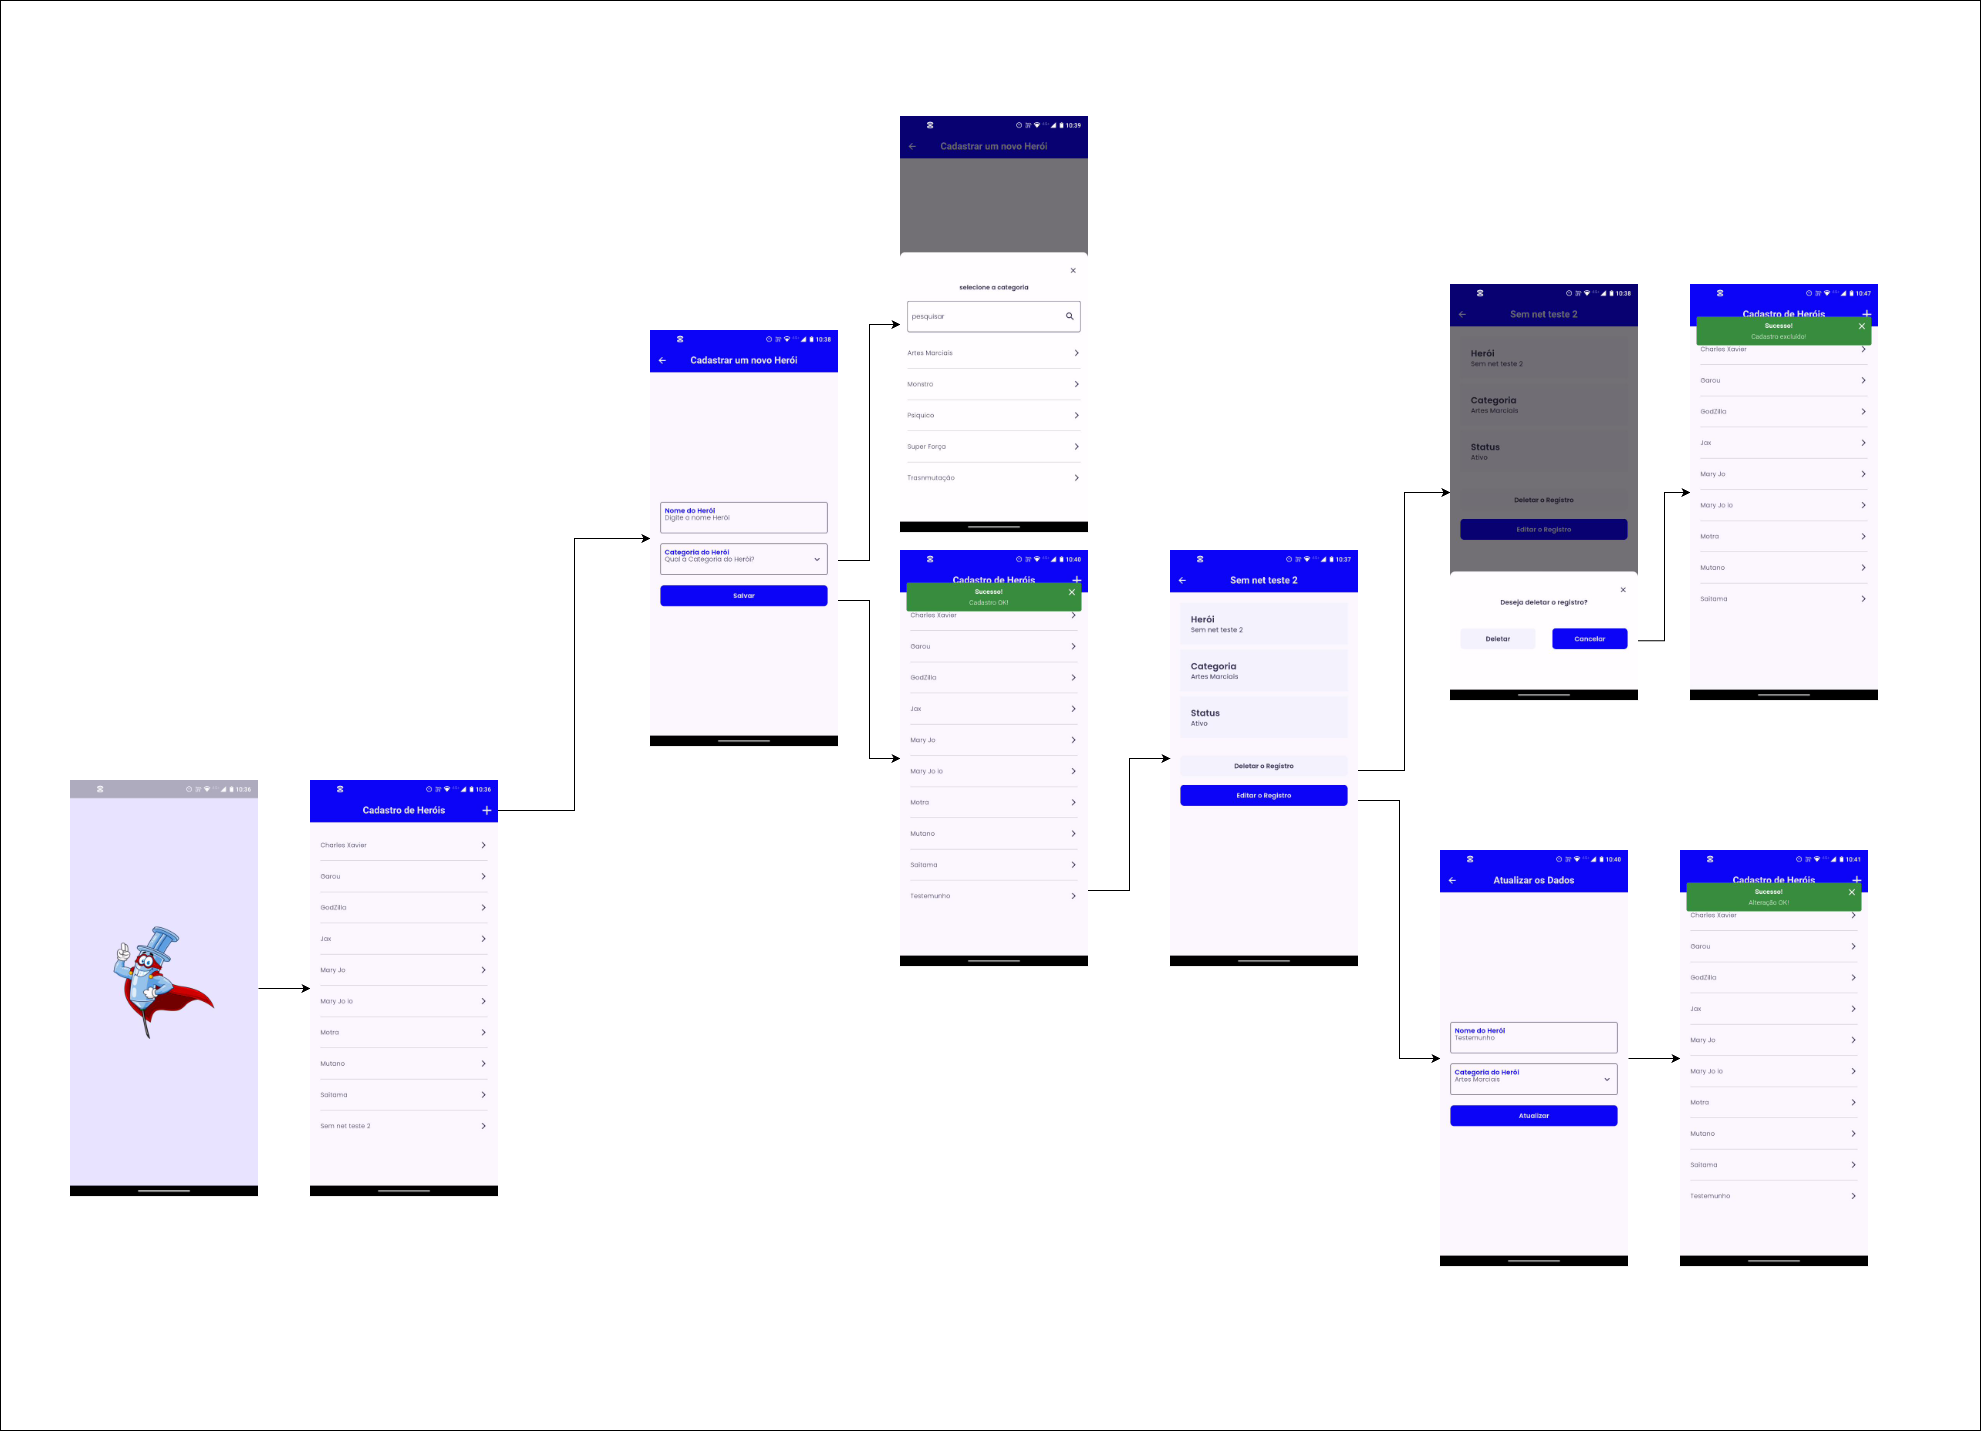 10:36
10:36
Cadastro de Heróis
Charles Xavier
Garou
GodZilla
Jax
Mary Jo
Mary Jo Io
Metra
Mutano
Saitama
Sem net teste 2
10:38
Cadastrar um novo Herói
Nome do Herói
Digite o nome Herói
Categoria do Herói
Qual a Categoria do Herói?
Salvar
10:39
Cadastrar um novo Herói
selecione a categoria
pesquisar
Artes Marciais
Monstro
Psiquico
Super Força
Trasnmutação
10:40
Cadastro de Heróis
Sucesso!
Cadastro OK!
Charles Xavier
Garou
GodZilla
Jax
Mary Jo
Mary Jo Io
Metra
Mutano
Saitama
Testemunho
10:37
Sem net teste 2
Herói
Sem net teste 2
Categoria
Artes Marciais
Status
Ativo
Deletar o Registro
Editar o Registro
10:38
Sem net teste 2
Herói
Sem net teste 2
Categoria
Artes Marciais
Status
Ativo
Deletar o Registro
Editar o Registro
Deseja deletar o registro?
Deletar
Cancelar
10:47
Cadastro de Heróis
Sucesso!
Cadastro excluído!
Charles Xavier
Garou
GodZilla
Jax
Mary Jo
Mary Jo Io
Metra
Mutano
Saitama
10:40
Atualizar os Dados
Nome do Herói
Testemunho
Categoria do Herói
Artes Marciais
Atualizar
10:41
Cadastro de Heróis
Sucesso!
Alteração OK!
Charles Xavier
Garou
GodZilla
Jax
Mary Jo
Mary Jo Io
Metra
Mutano
Saitama
Testemunho